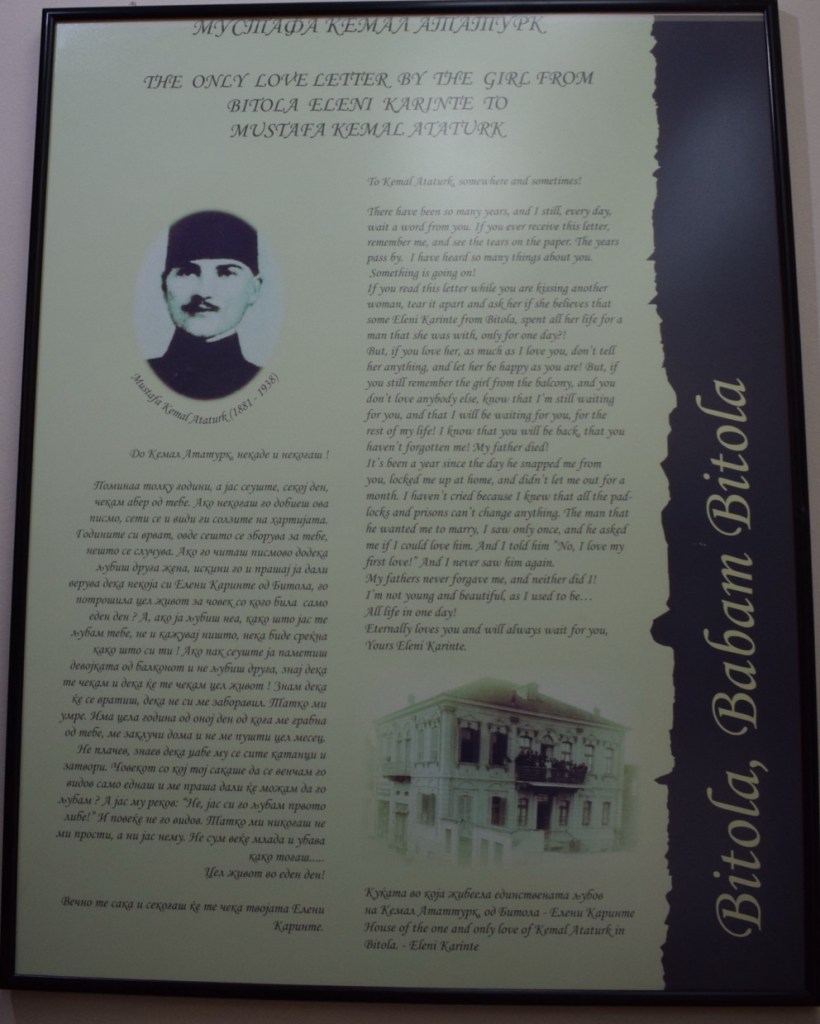 МУСТАФА КЕМАЛ АТАТУРК
THE ONLY LOVE LETTER BY THE GIRL FROM
BITOLA ELENI KARINTE TO
MUSTAFA KEMAL ATATURK
Mustafa Kemal Ataturk (1881 - 1938)
До Кемал Ататурк, некаде и некогаш !
Поминаа толку години, а јас сеуште, секој ден,
чекам абер од тебе. Ако некогаш го добиеш ова
писмо, сети се и види ги солзите на хартијата.
Годините си врват, овде сешто се зборува за тебе,
нешто се случува. Ако го читаш писмово додека
љубиш друга жена, искини го и прашај ја дали
верува дека некоја си Елени Каринте од Битола, го
потрошила цел живот за човек со кого била само
еден ден ? А, ако ја љубиш неа, како што јас те
љубам тебе, не и кажувај ништо, нека биде среќна
како што си ти ! Ако пак сеуште ја паметиш
девојката од балконот и не љубиш друга, знај дека
те чекам и дека ќе те чекам цел живот ! Знам дека
ќе се вратиш, дека не си ме заборавил. Татко ми
умре. Има цела година од оној ден од кога ме грабна
од тебе, ме заклучи дома и не ме пушти цел месец.
Не плачев, знаев дека џабе му се сите катанци и
затвори. Човекот со кој тој сакаше да се венчам го
видов само еднаш и ме праша дали ќе можам да го
љубам ? А јас му реков: "Не, јас си го љубам првото
либе!" И повеќе не го видов. Татко ми никогаш не
ми прости, а ни јас нему. Не сум веќе млада и убава
како тогаш.....
Цел живот во еден ден!
Вечно те сака и секогаш ќе те чека твојата Елени
Каринте.
To Kemal Ataturk, somewhere and sometimes!
There have been so many years, and I still, every day,
wait a word from you. If you ever receive this letter,
remember me, and see the tears on the paper. The years
pass by. I have heard so many things about you.
Something is going on!
If you read this letter while you are kissing another
woman, tear it apart and ask her if she believes that
some Eleni Karinte from Bitola, spent all her life for a
man that she was with, only for one day?!
But, if you love her, as much as I love you, don't tell
her anything, and let her be happy as you are! But, if
you still remember the girl from the balcony, and you
don't love anybody else, know that I'm still waiting
for you, and that I will be waiting for you, for the
rest of my life! I know that you will be back, that you
haven't forgotten me! My father died!
It's been a year since the day he snapped me from
you, locked me up at home, and didn't let me out for a
month. I haven't cried because I knew that all the pad-
locks and prisons can't change anything. The man that
he wanted me to marry, I saw only once, and he asked
me if I could love him. And I told him "No, I love my
first love!" And I never saw him again.
My fathers never forgave me, and neither did I!
I'm not young and beautiful, as I used to be…
All life in one day!
Eternally loves you and will always wait for you,
Yours Eleni Karinte.
Куќата во која живеела единствената љубов
на Кемал Ататтурк, од Битола - Елени Каринте
House of the one and only love of Kemal Ataturk in
Bitola. - Eleni Karinte
Bitola, Babam Bitola